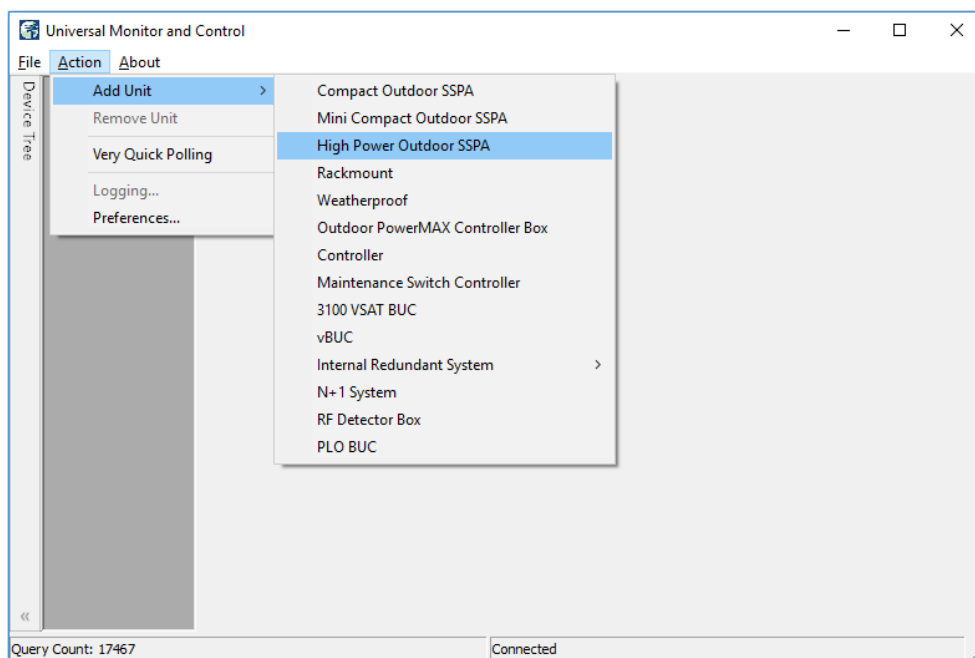 Universal Monitor and Control
File Action About
Device Tree
Add Unit
Remove Unit
Very Quick Polling
Logging...
Preferences...
Compact Outdoor SSPA
Mini Compact Outdoor SSPA
High Power Outdoor SSPA
Rackmount
Weatherproof
Outdoor PowerMAX Controller Box
Controller
Maintenance Switch Controller
3100 VSAT BUC
vBUC
Internal Redundant System
N+1 System
RF Detector Box
PLO BUC
Query Count: 17467
Connected